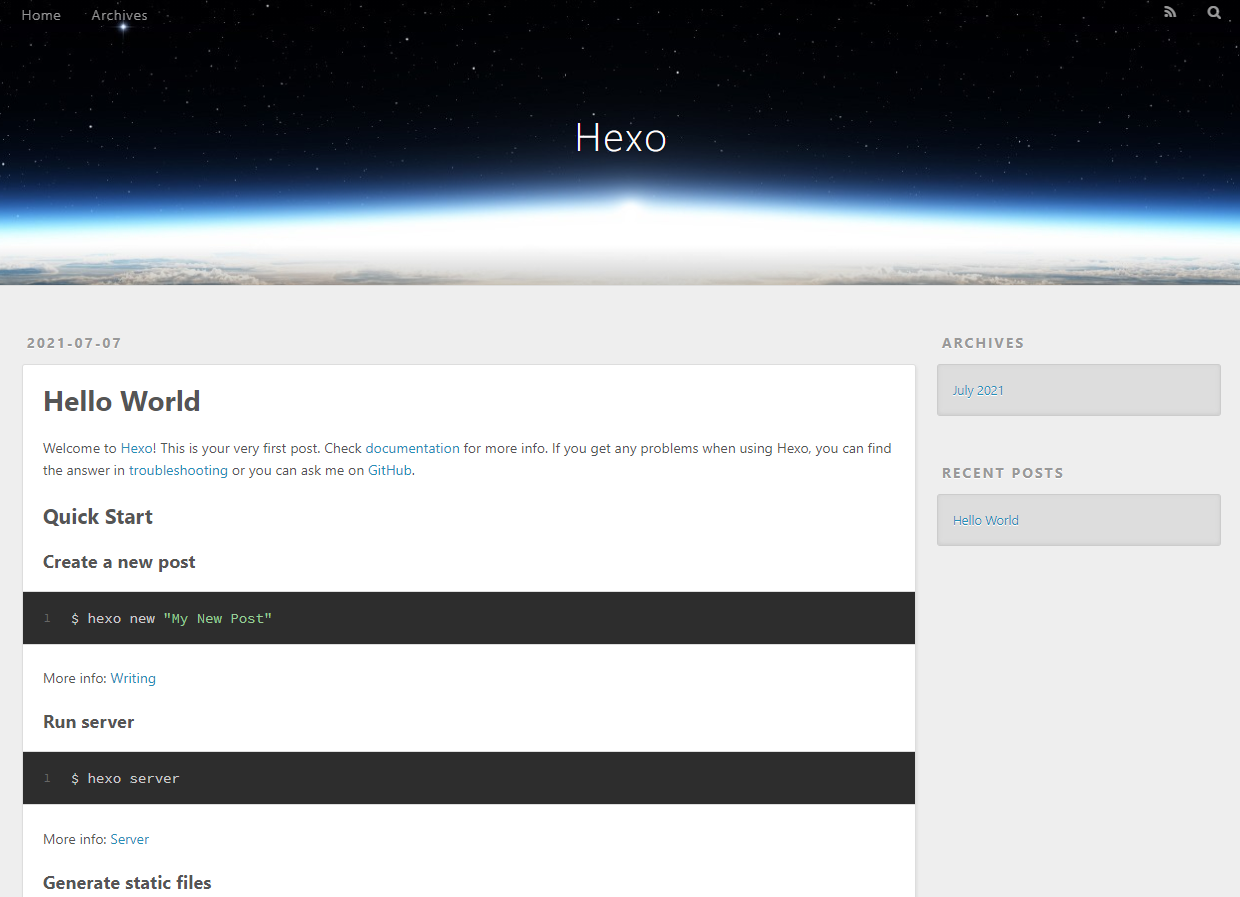 Home Archives
Hexo
2021-07-07
Hello World
Welcome to Hexo! This is your very first post. Check documentation for more info. If you get any problems when using Hexo, you can find
the answer in troubleshooting or you can ask me on GitHub.
Quick Start
Create a new post
1 $ hexo new "My New Post"
More info: Writing
Run server
1 $ hexo server
More info: Server
Generate static files
ARCHIVES
July 2021
RECENT POSTS
Hello World